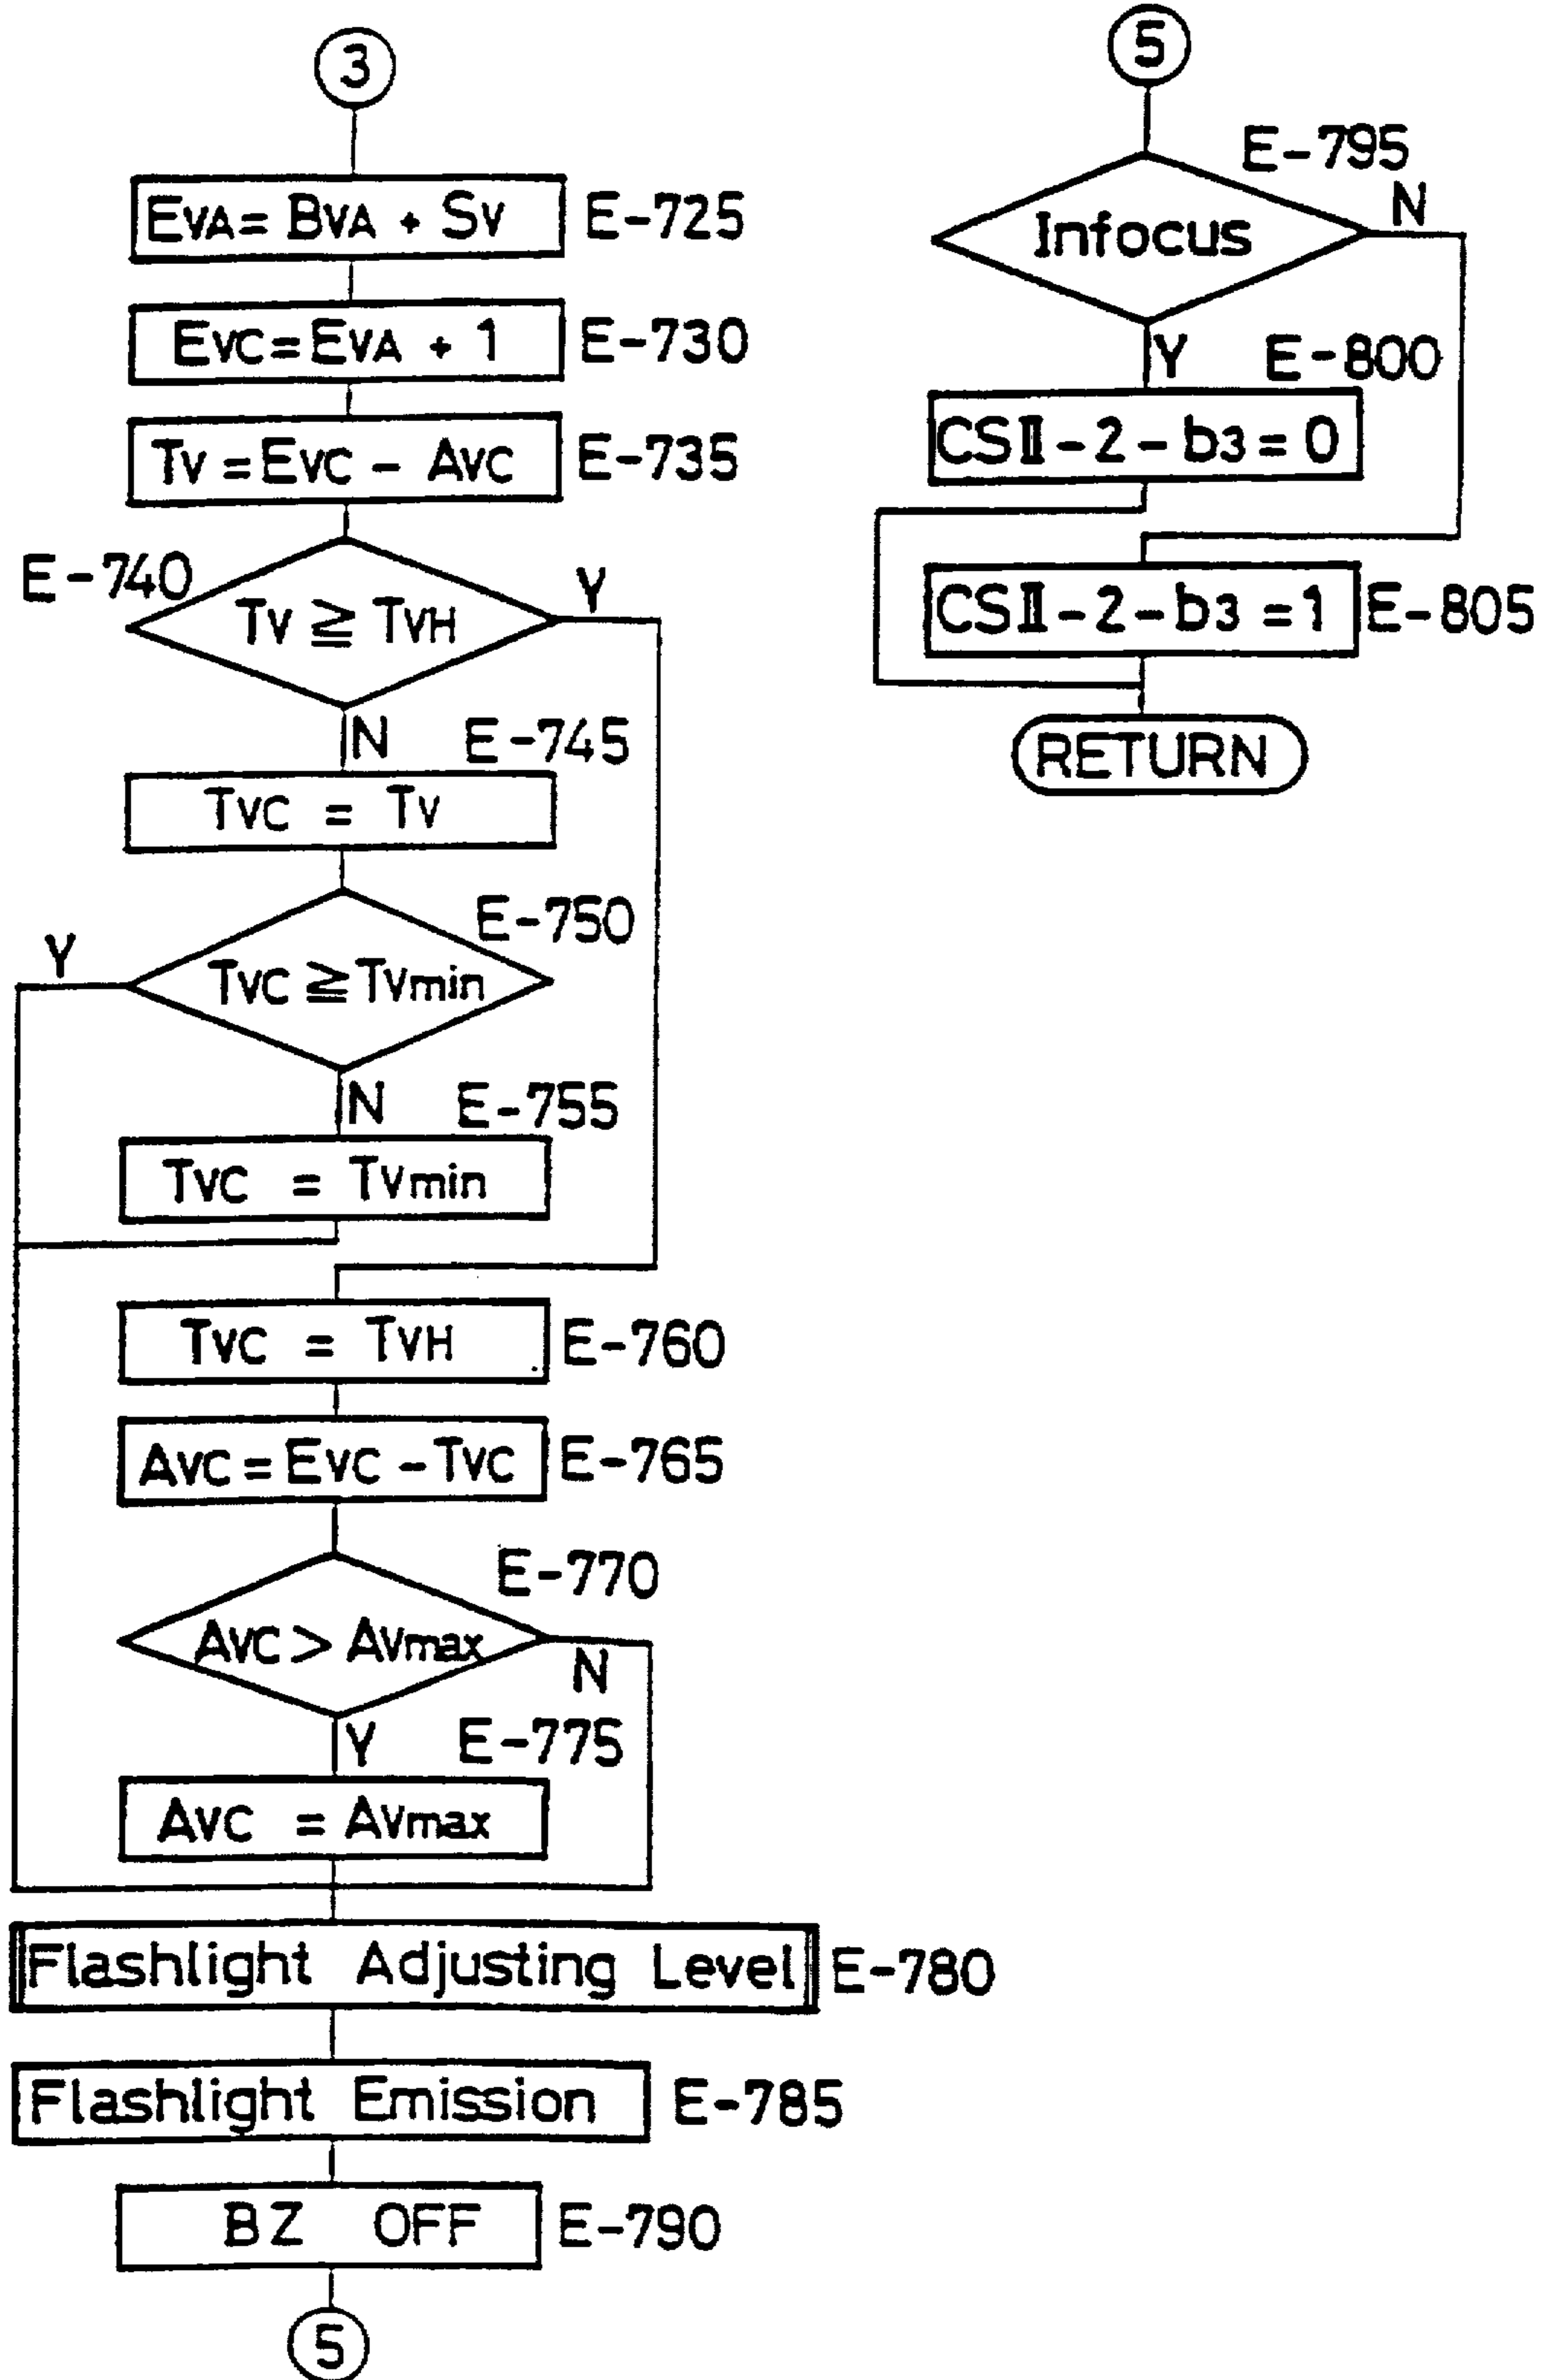 3
EVA = BVA + SV E-725
EVC = EVA + 1 E-730
TV = EVC - AVC E-735
E-740
TV ≧ TVH
Y
N E-745
TVC = TV
E-750
Y
TVC ≧ TVmin
N E-755
TVC = TVmin
TVC = TVH E-760
AVC = EVC - TVC E-765
E-770
AVC > AVmax
N
Y E-775
AVC = AVmax
Flashlight Adjusting Level E-780
Flashlight Emission E-785
BZ OFF E-790
5
5
E-795
Infocus
N
Y E-800
CSⅡ-2-b3=0
CSⅡ-2-b3=1 E-805
RETURN